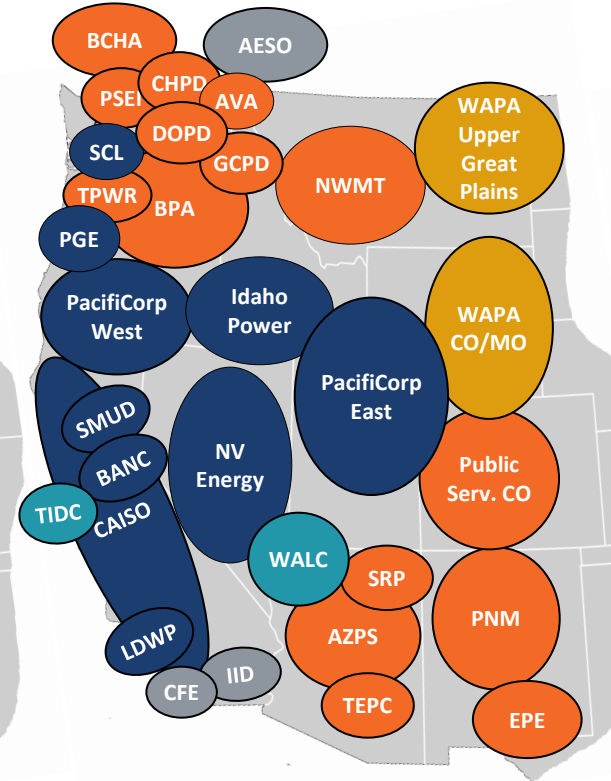 BCHA
AESO
CHPD
PSEI
AVA
DOPD
SCL
GCPD
TPWR
BPA
NWMT
WAPA
Upper
Great
Plains
PGE
PacifiCorp
West
Idaho
Power
WAPA
CO/MO
PacifiCorp
East
SMUD
BANC
NV
Energy
Public
Serv. CO
TIDC
CAISO
WALC
SRP
AZPS
PNM
LDWP
IID
CFE
TEPC
EPE